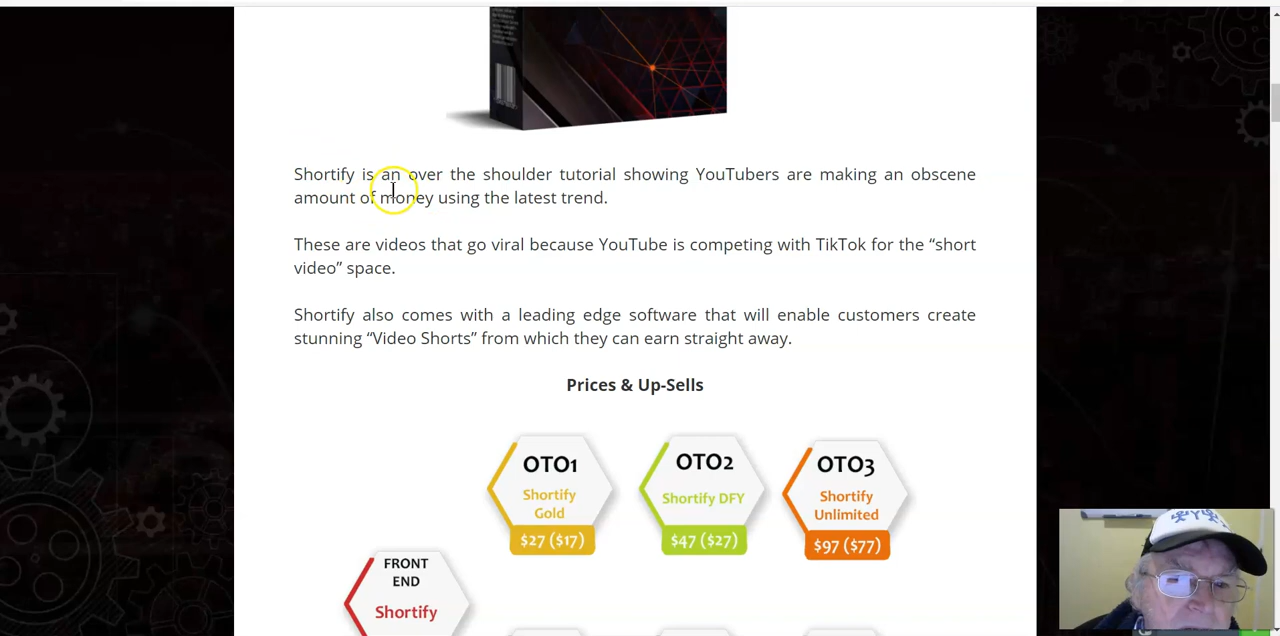 Shortify is an over the shoulder tutorial showing YouTubers are making an obscene
amount of money using the latest trend.
These are videos that go viral because YouTube is competing with TikTok for the “short
video” space.
Shortify also comes with a leading edge software that will enable customers create
stunning “Video Shorts” from which they can earn straight away.
Prices & Up-Sells
OTO1
Shortify
Gold
$27 ($17)
OTO2
Shortify DFY
$47 ($27)
OTO3
Shortify
Unlimited
$97 ($77)
FRONT
END
Shortify